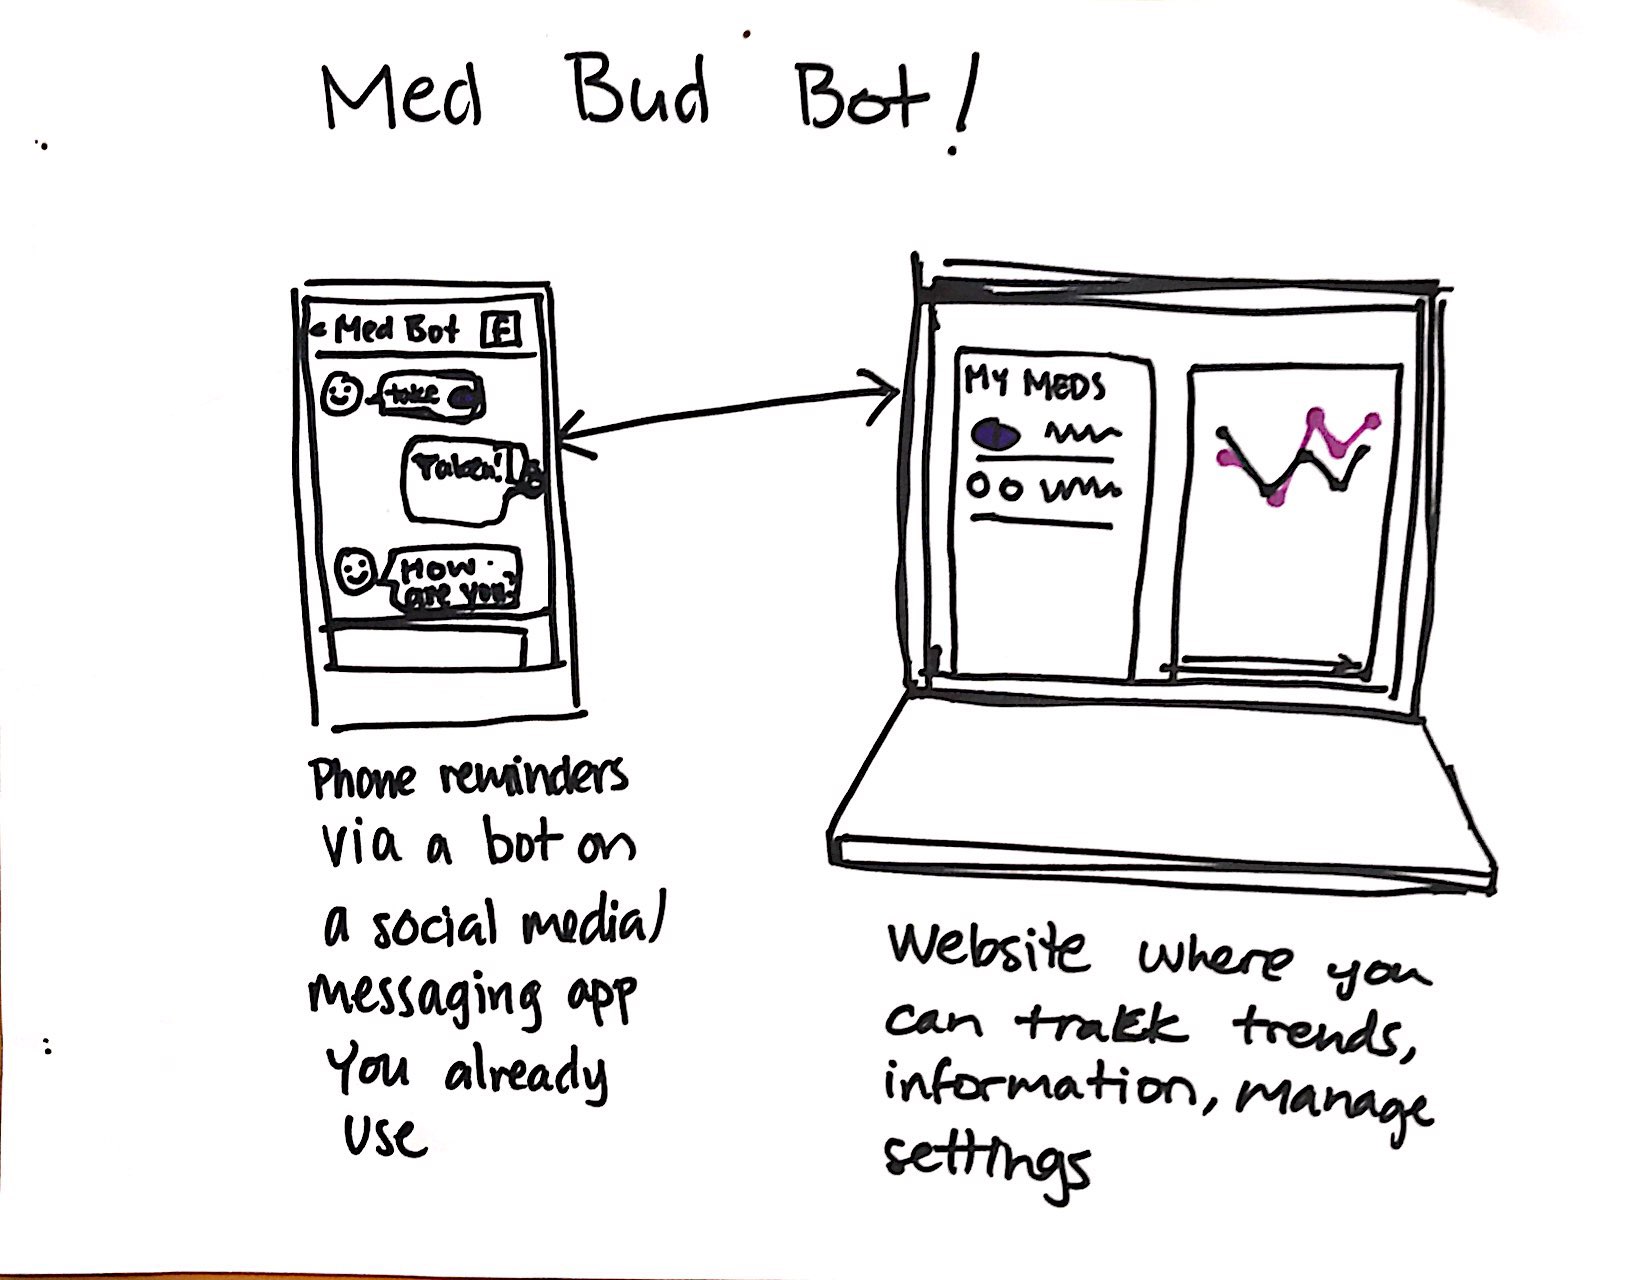 Med Bud Bot!
< Med Bot F
take
Taken!
How
are you?
MY MEDS
Phone reminders
via a bot on
a social media/
messaging app
you already
use
Website where you
can trakk trends,
information, manage
settings